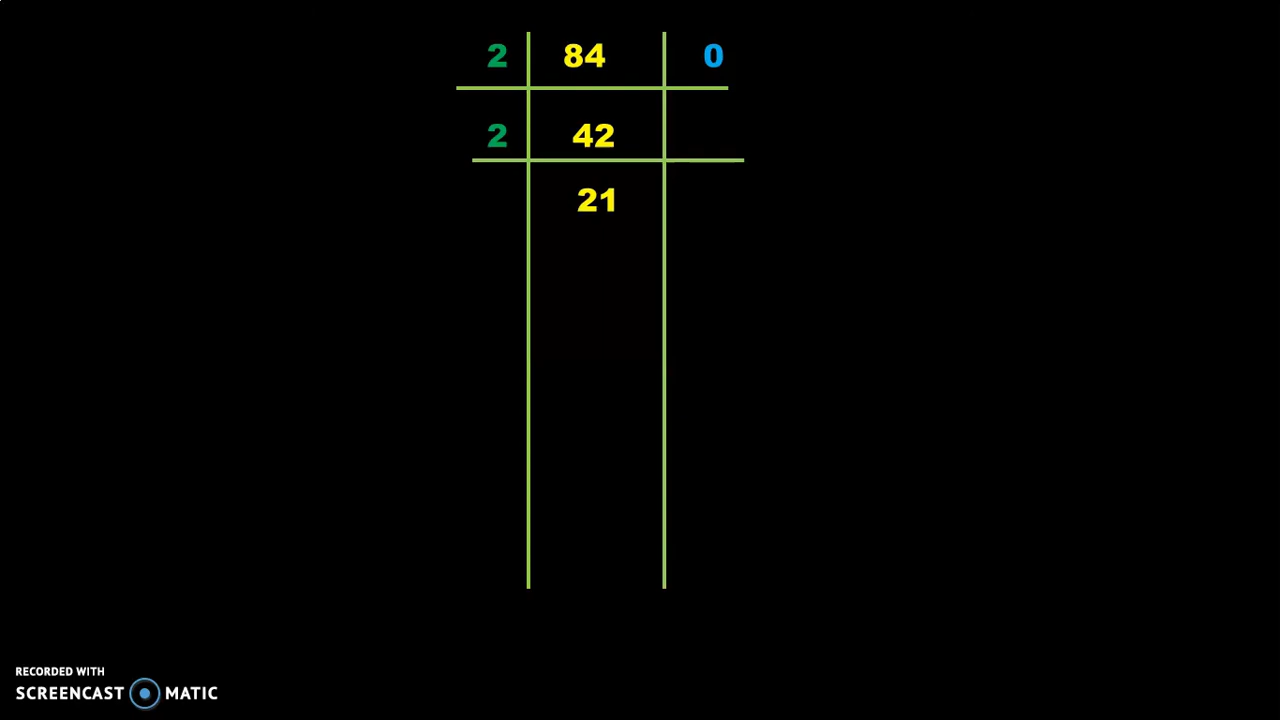 2 84 0
2 42
21
RECORDED WITH
SCREENCAST MATIC